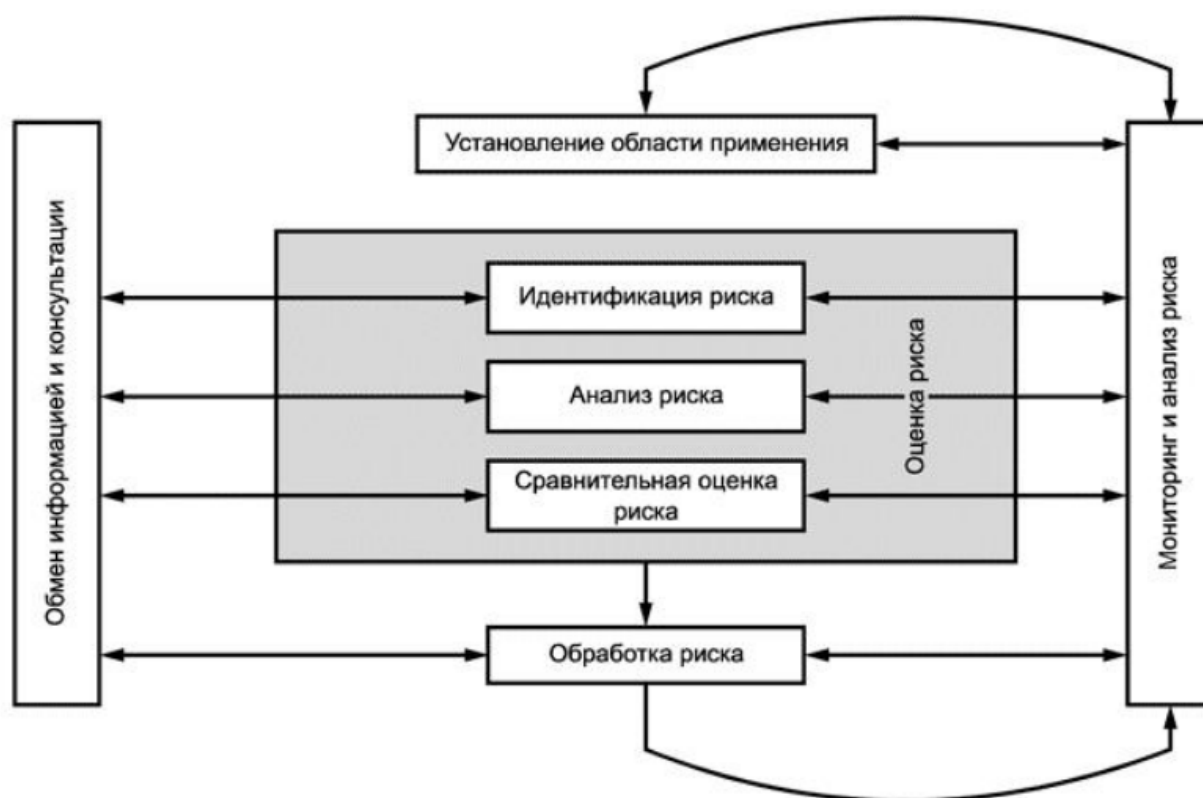 Установление области применения
Обмен информацией и консультации
Идентификация риска
Анализ риска
Сравнительная оценка
риска
Оценка риска
Мониторинг и анализ риска
Обработка риска